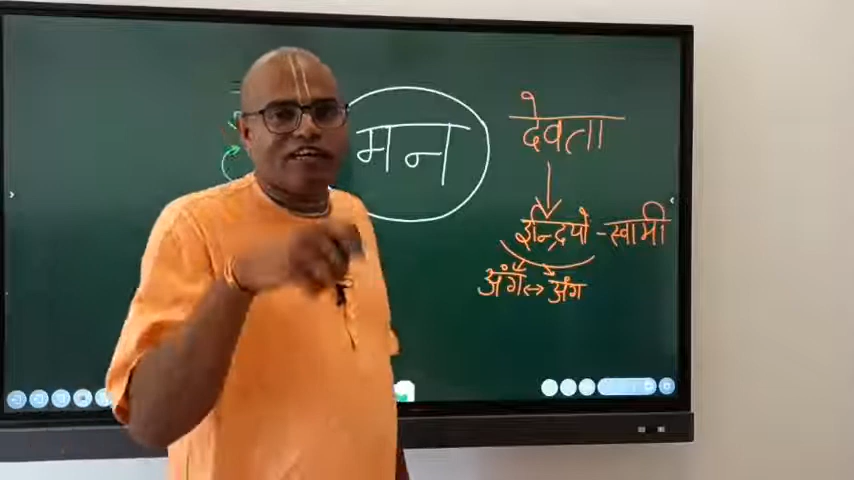 मन
देवता
इन्द्रियों - स्वामी
अंग ↔ अंग